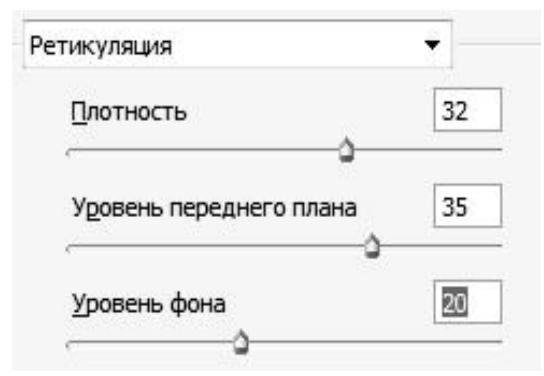 Ретикуляция
Плотность 32
Уровень переднего плана 35
Уровень фона 20